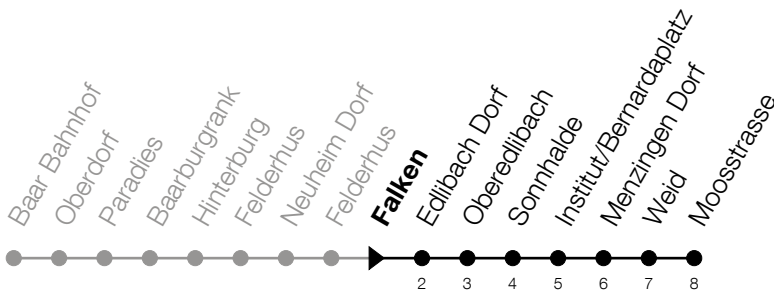 Baar Bahnhof
Oberdorf
Paradies
Baarburgrank
Hinterburg
Felderhus
Neuheim Dorf
Felderhus
Falken
Edlibach Dorf
Oberedlibach
Sonnhalde
Institut/Bernardaplatz
Menzingen Dorf
Weid
Moosstrasse
2 3 4 5 6 7 8